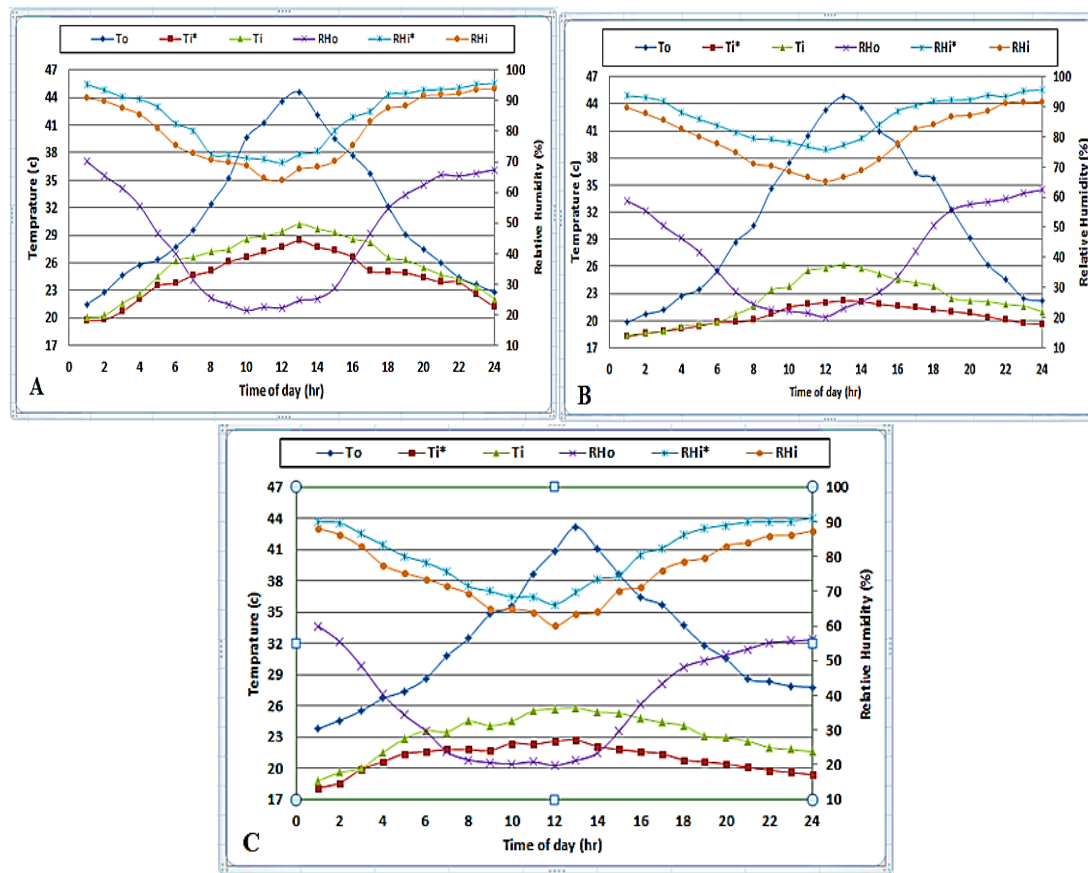 To Ti* Ti RHo RHi* RHi
47 44 41 38 35 32 29 26 23 20 17
Temprature (c)
100 90 80 70 60 50 40 30 20 10
Relative Humidity (%)
0 2 4 6 8 10 12 14 16 18 20 22 24
Time of day (hr)
A
To Ti* Ti RHo RHi* RHi
47 44 41 38 35 32 29 26 23 20 17
Temprature (c)
100 90 80 70 60 50 40 30 20 10
Relative Humidity (%)
0 2 4 6 8 10 12 14 16 18 20 22 24
Time of day (hr)
B
To Ti* Ti RHo RHi* RHi
47 44 41 38 35 32 29 26 23 20 17
Temprature (c)
100 90 80 70 60 50 40 30 20 10
Relative Humidity (%)
0 2 4 6 8 10 12 14 16 18 20 22 24
Time of day (hr)
C